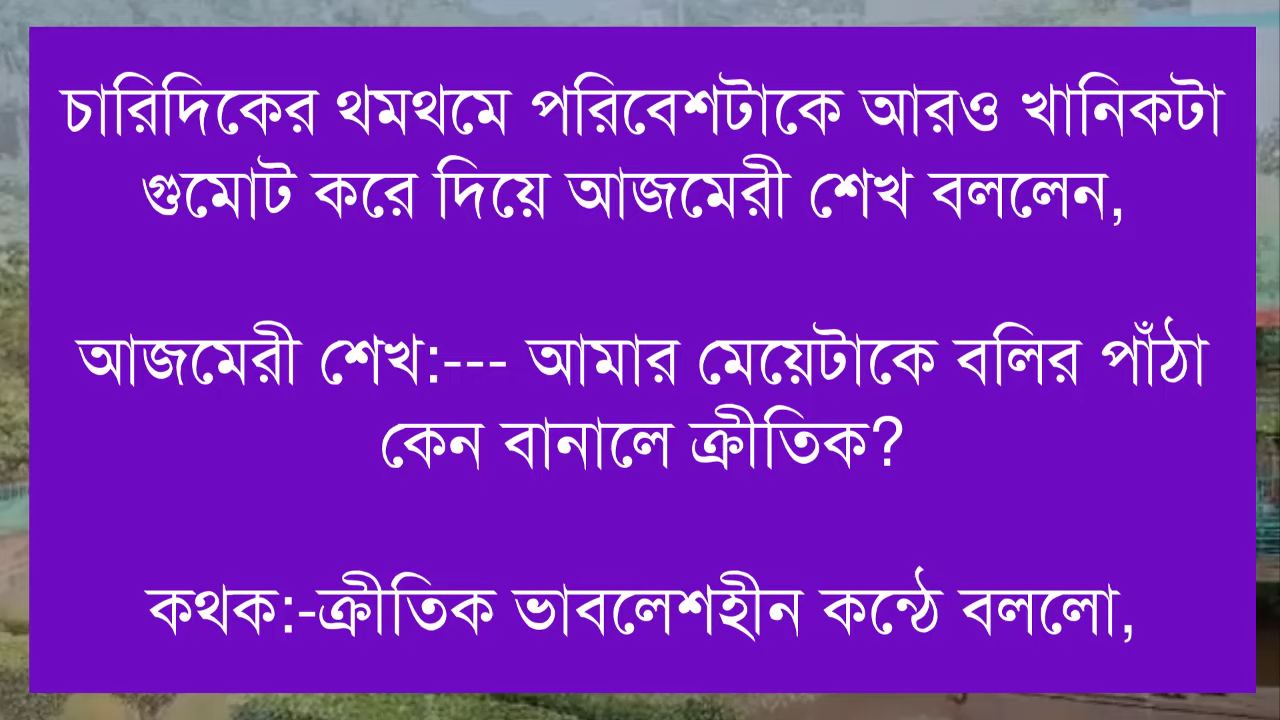 চারিদিকের থমথমে পরিবেশটাকে আরও খানিকটা
গুমোট করে দিয়ে আজমেরী শেখ বললেন,
আজমেরী শেখ:--- আমার মেয়েটাকে বলির পাঁঠা
কেন বানালে ক্রীতিক?
কথক:-ক্রীতিক ভাবলেশহীন কন্ঠে বললো,